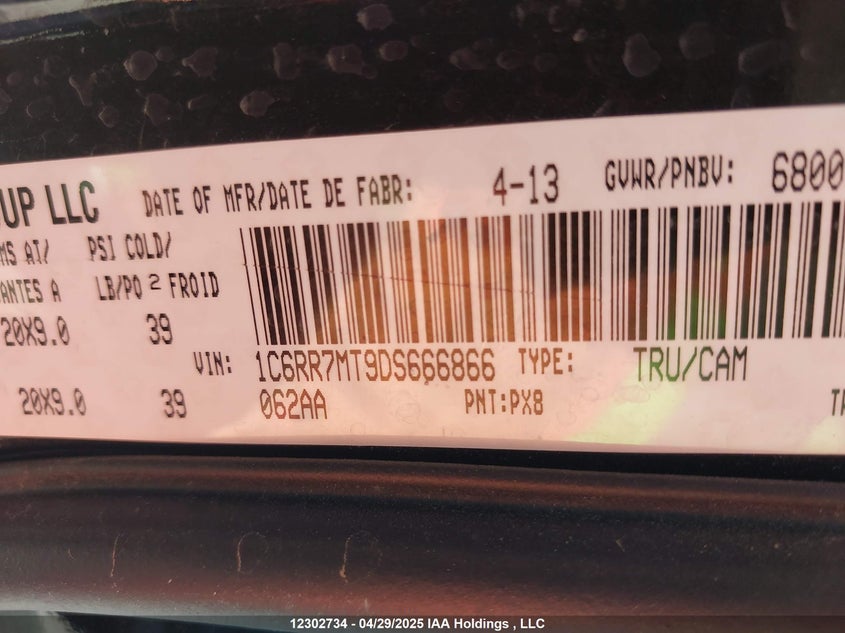 UP LLC DATE OF MFR/DATE DE FABR: 4-13 GVWR/PNBV: 6800
MS AT/ PSI COLD/
ANTES A LB/PO 2 FROID
20X9.0 39
VIN: 1C6RR7MT9DS666866 TYPE: TRU/CAM
20X9.0 39 062AA PNT:PX8
12302734 - 04/29/2025 IAA Holdings , LLC